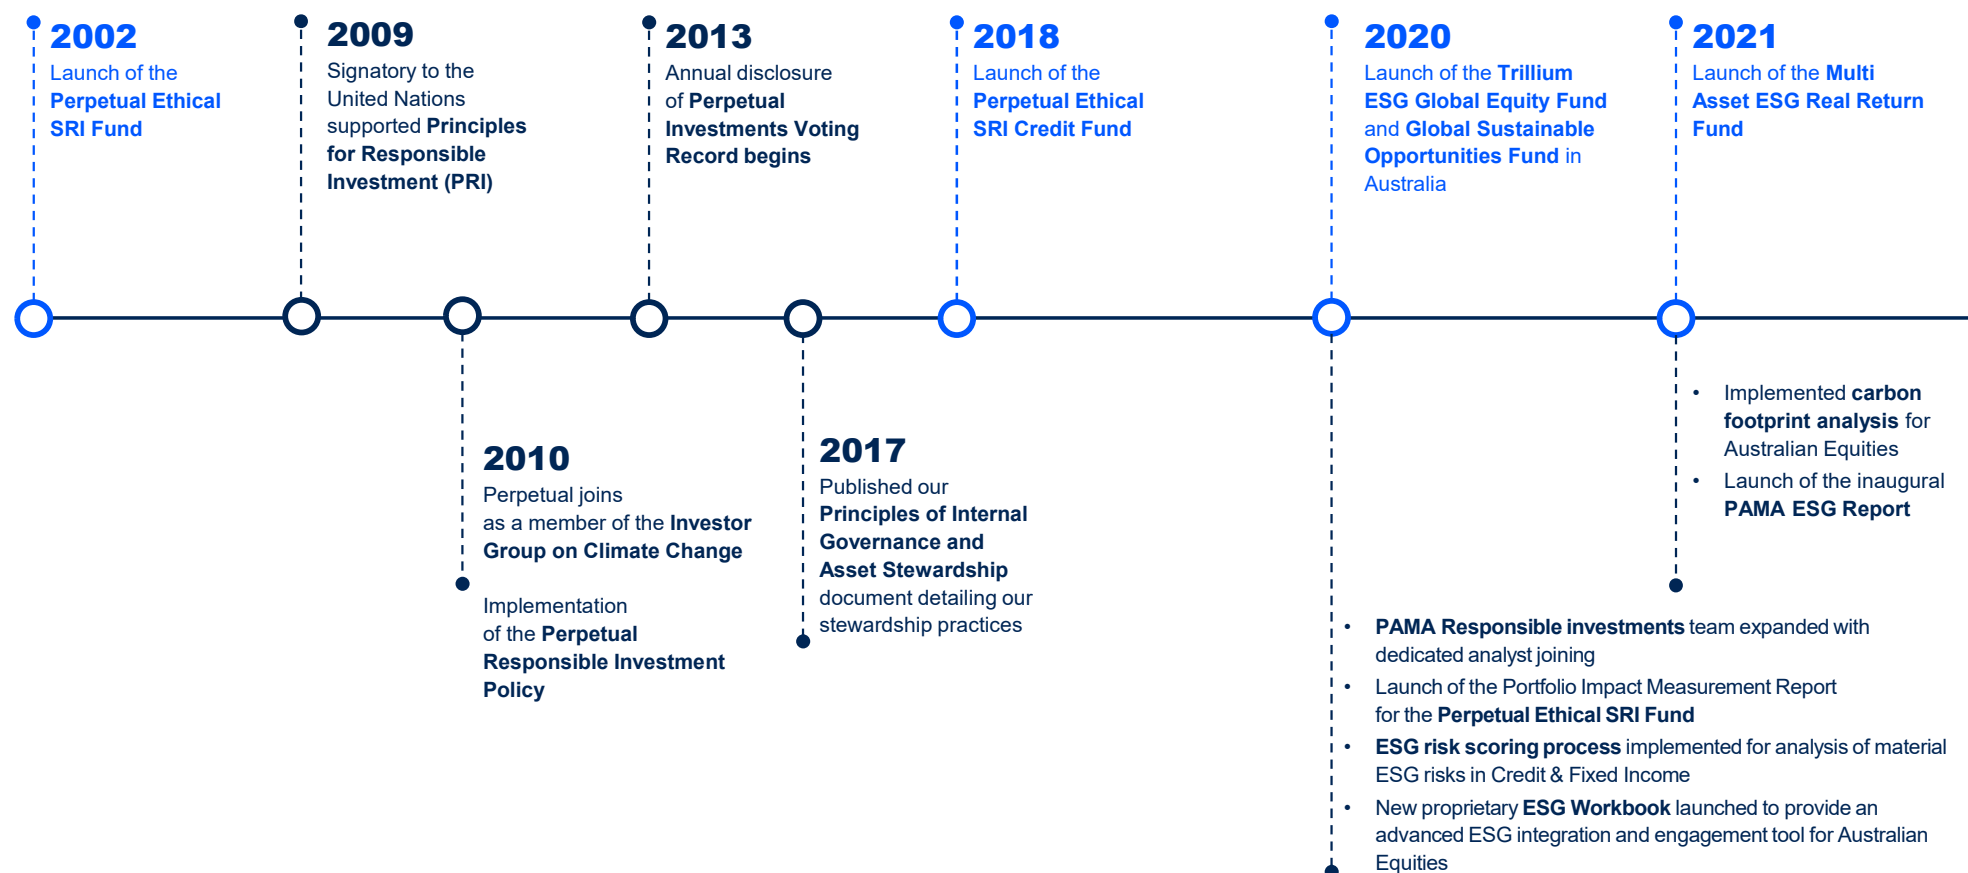 2002
Launch of the
Perpetual Ethical
SRI Fund
2009
Signatory to the
United Nations
supported Principles
for Responsible
Investment (PRI)
2013
Annual disclosure
of Perpetual
Investments Voting
Record begins
2018
Launch of the
Perpetual Ethical
SRI Credit Fund
2020
Launch of the Trillium
ESG Global Equity Fund
and Global Sustainable
Opportunities Fund in
Australia
2021
Launch of the Multi
Asset ESG Real Return
Fund
2010
Perpetual joins
as a member of the Investor
Group on Climate Change
Implementation
of the Perpetual
Responsible Investment
Policy
2017
Published our
Principles of Internal
Governance and
Asset Stewardship
document detailing our
stewardship practices
• Implemented carbon
footprint analysis for
Australian Equities
• Launch of the inaugural
PAMA ESG Report
• PAMA Responsible investments team expanded with
dedicated analyst joining
• Launch of the Portfolio Impact Measurement Report
for the Perpetual Ethical SRI Fund
• ESG risk scoring process implemented for analysis of material
ESG risks in Credit & Fixed Income
• New proprietary ESG Workbook launched to provide an
advanced ESG integration and engagement tool for Australian
Equities